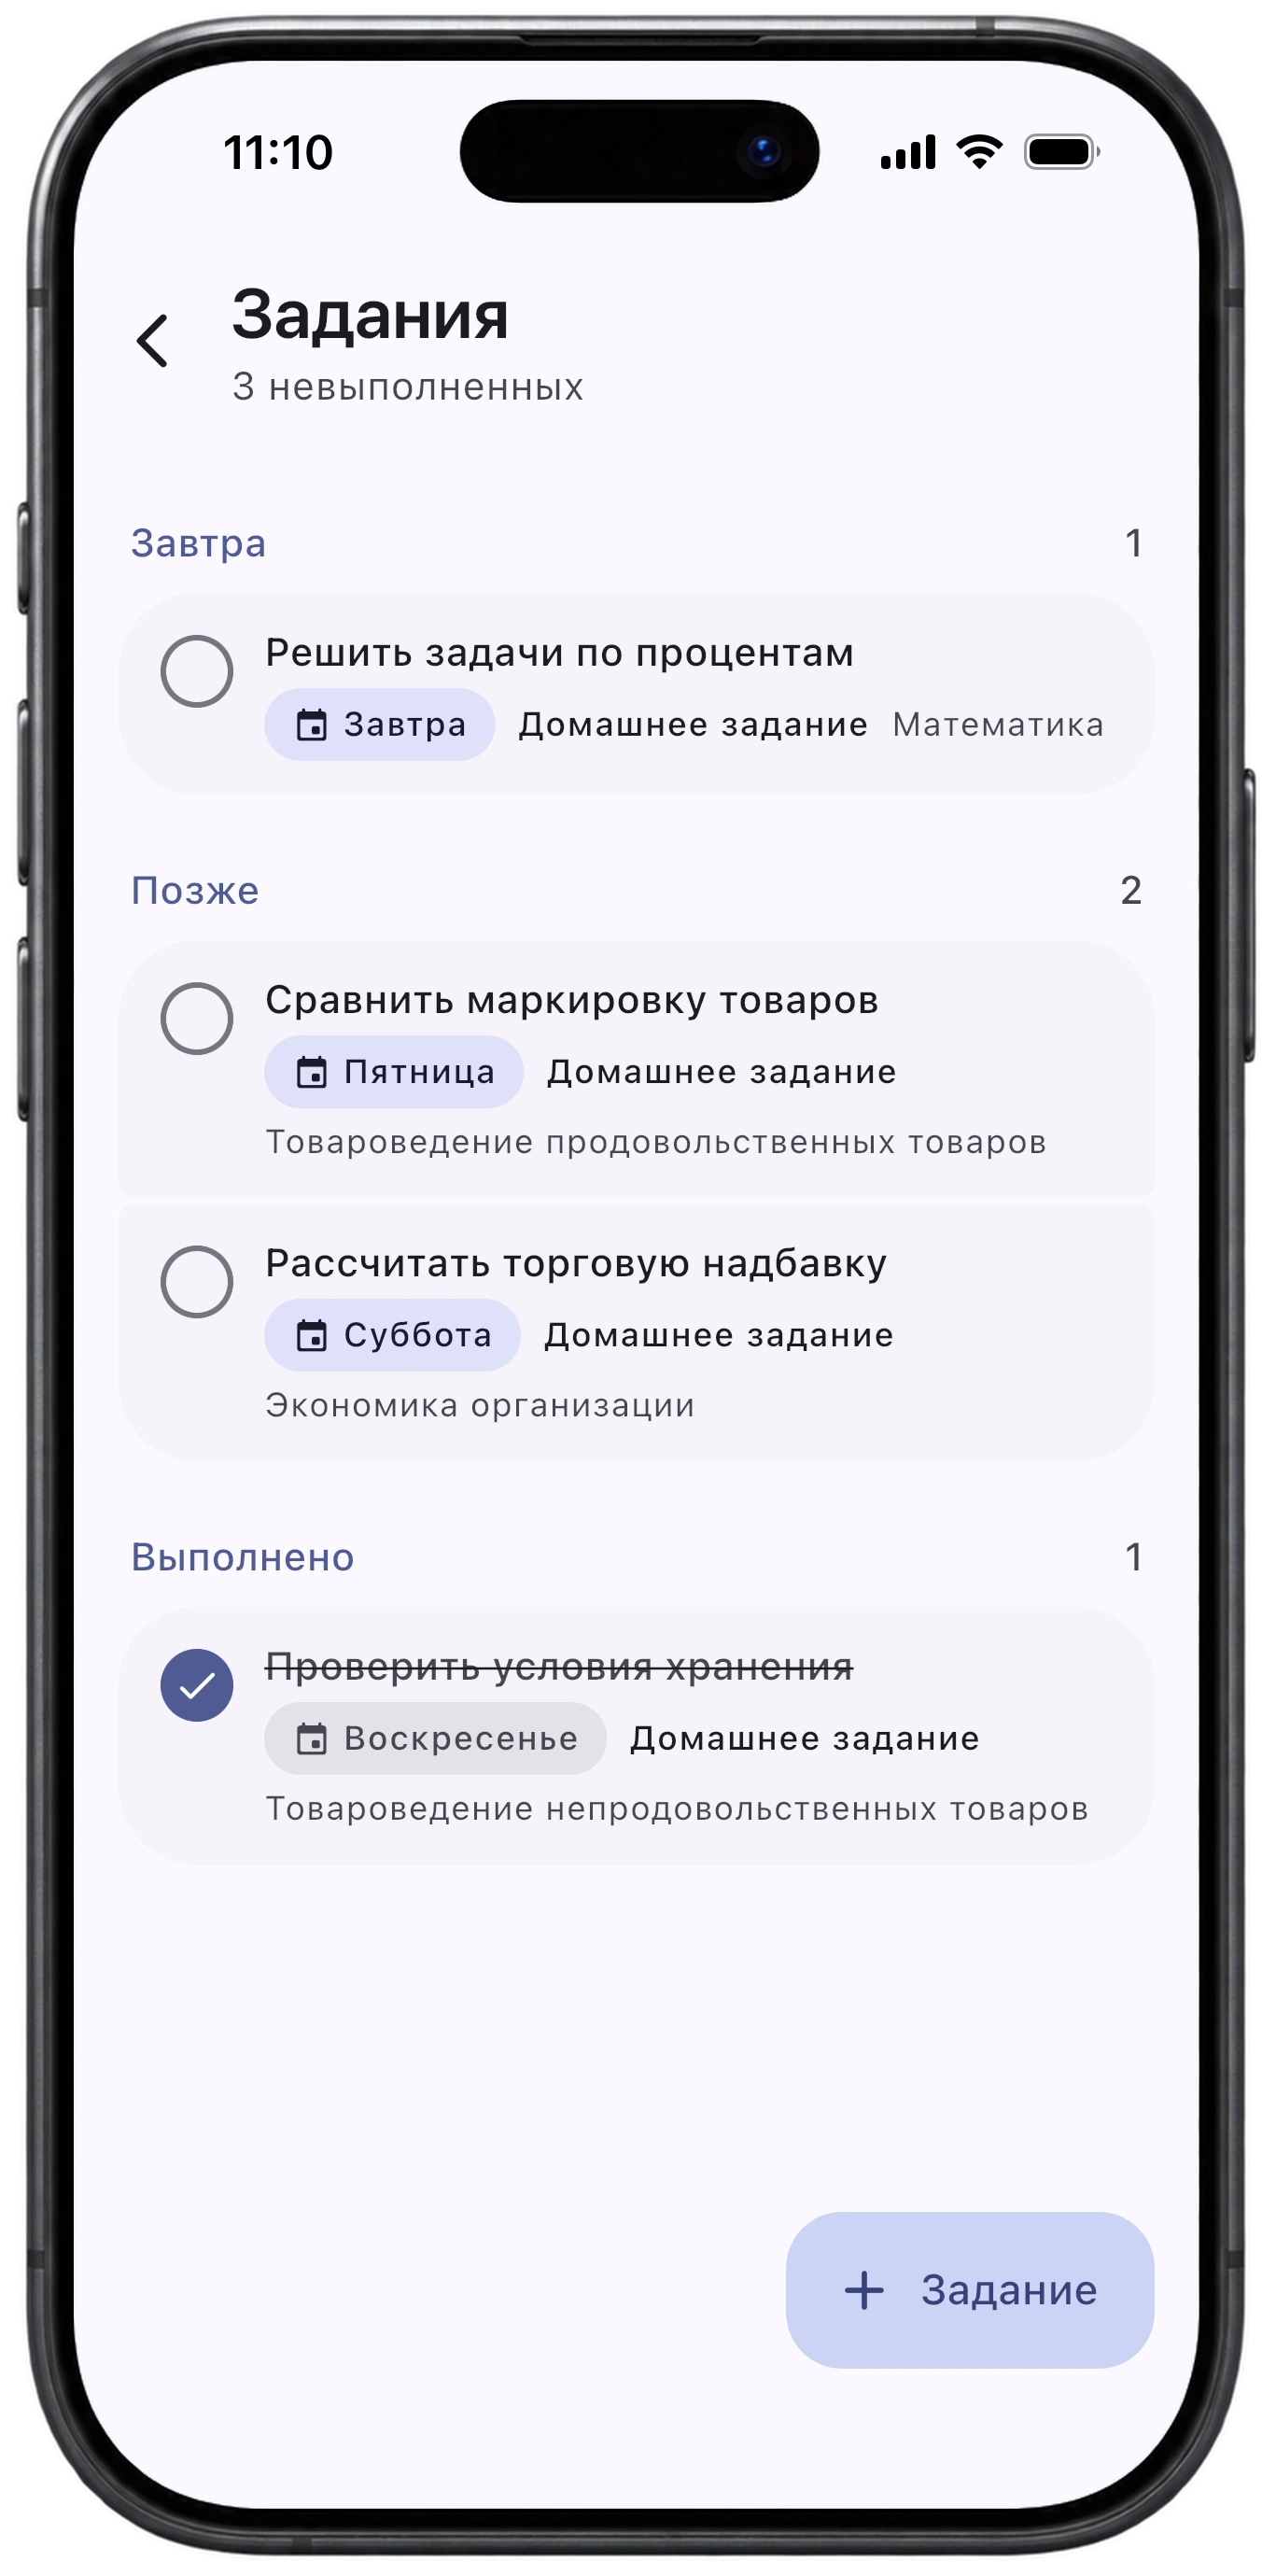 11:10
Задания
3 невыполненных
Завтра 1
Решить задачи по процентам
Завтра Домашнее задание Математика
Позже 2
Сравнить маркировку товаров
Пятница Домашнее задание
Товароведение продовольственных товаров
Рассчитать торговую надбавку
Суббота Домашнее задание
Экономика организации
Выполнено 1
Проверить условия хранения
Воскресенье Домашнее задание
Товароведение непродовольственных товаров
+ Задание